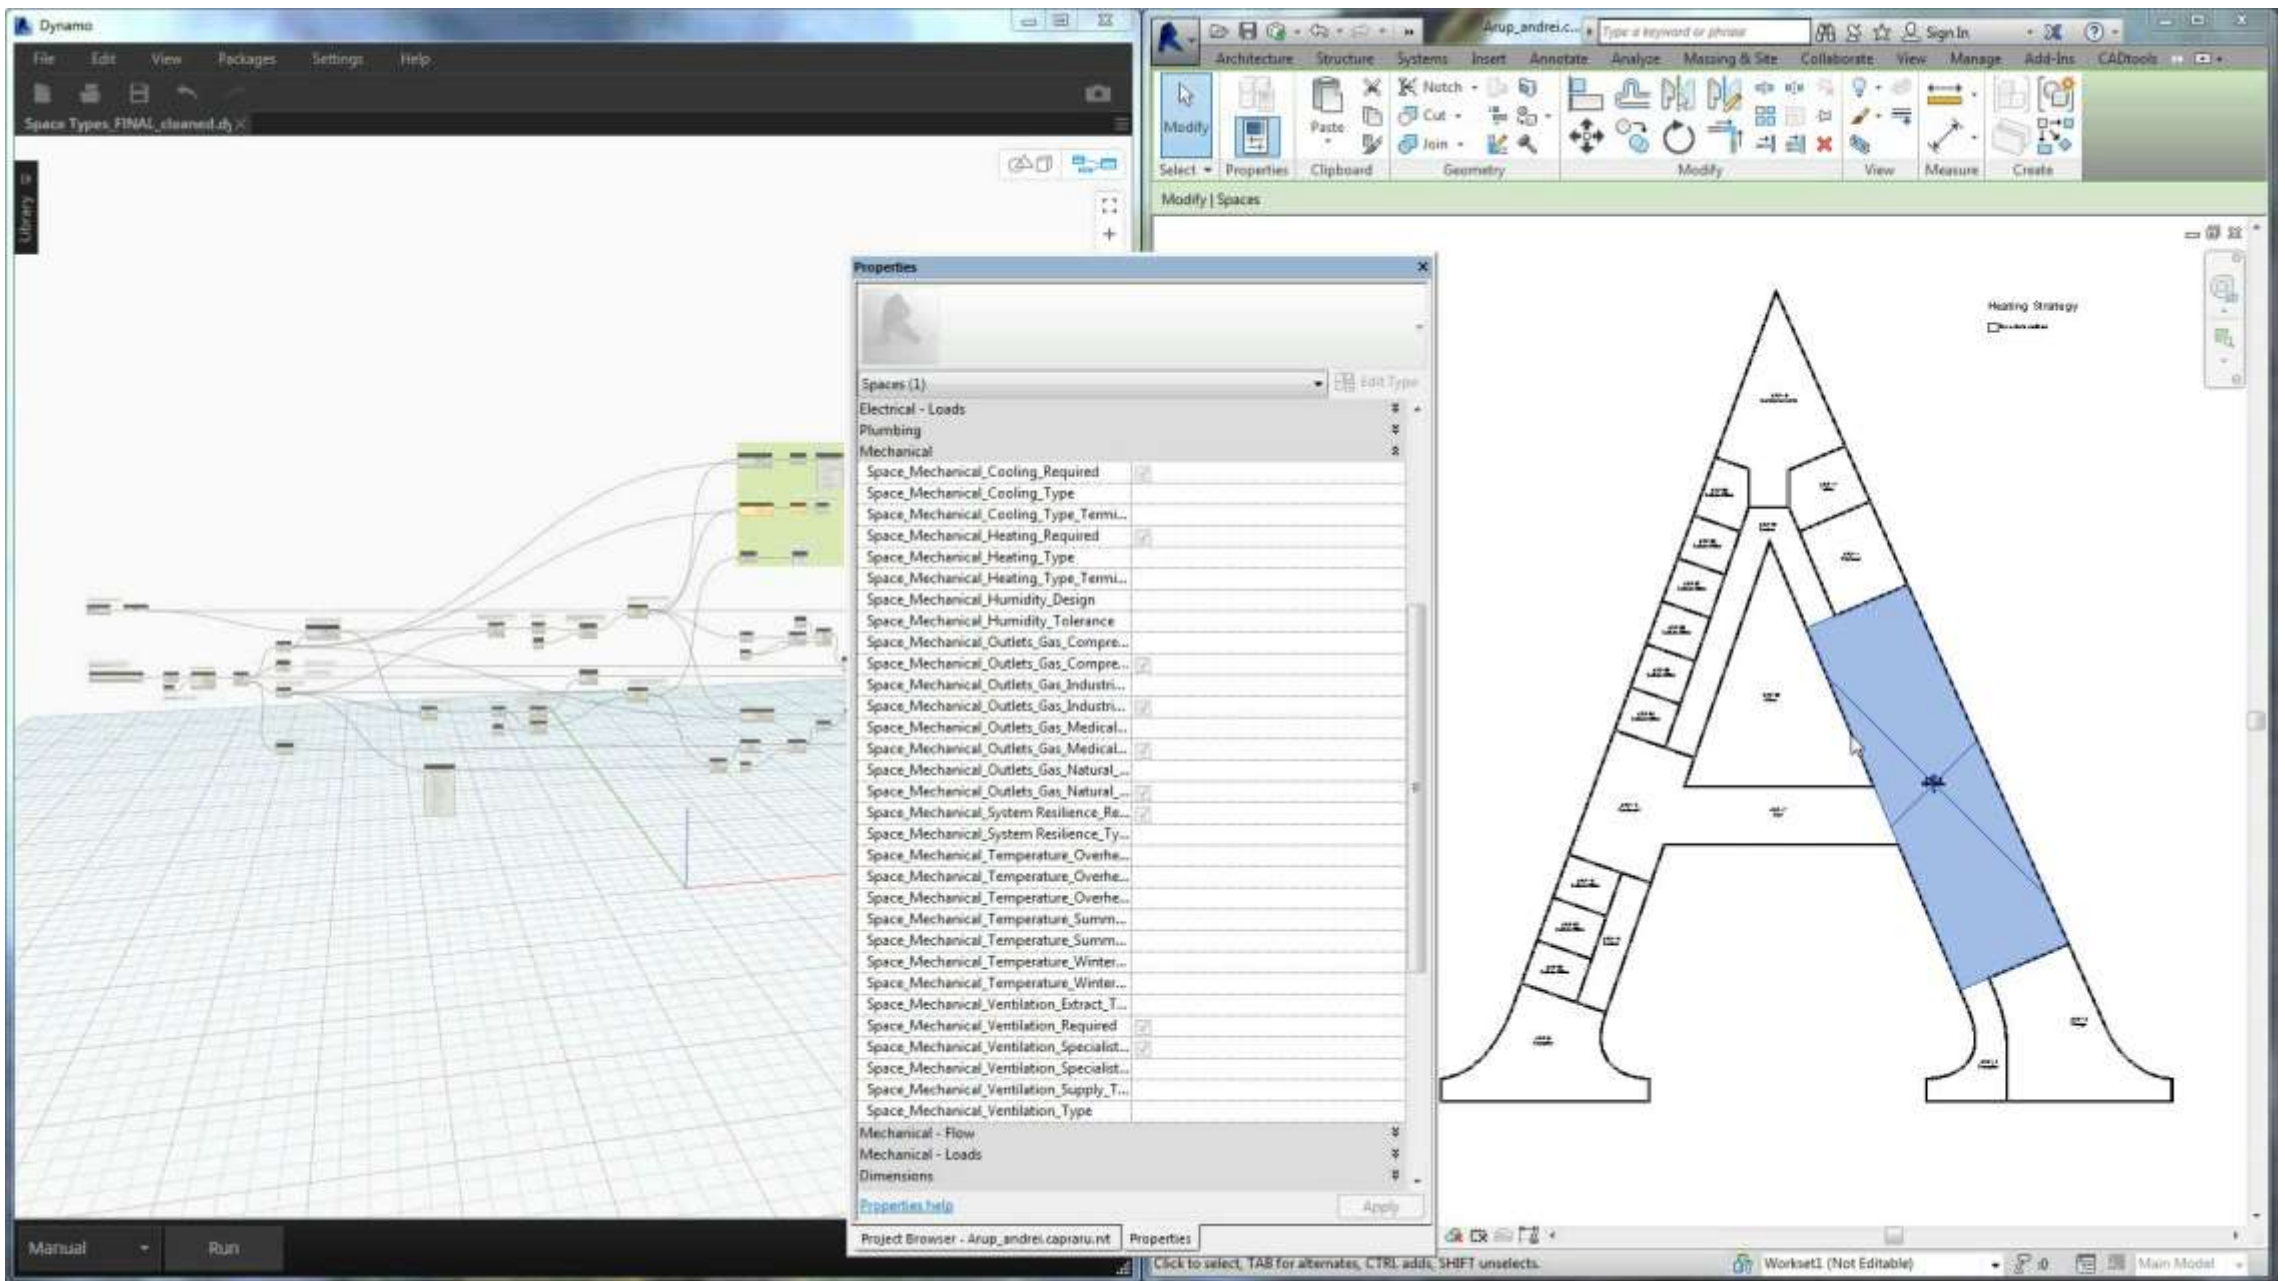 Dynamo
File Edit View Packages Settings Help
Space Types_FINAL_cleaned.dy
Library
Manual
Run
Arup_andrei.c...
Type a keyword or phrase
Sign In
Architecture Structure Systems Insert Annotate Analyze Massing & Site Collaborate View Manage Add-Ins CADtools
Modify
Paste
Notch
Cut
Join
Select Properties Clipboard Geometry Modify View Measure Create
Modify | Spaces
Properties
Spaces (1)
Edit Type
Electrical - Loads
Plumbing
Mechanical
Space_Mechanical_Cooling_Required
Space_Mechanical_Cooling_Type
Space_Mechanical_Cooling_Type_Termi...
Space_Mechanical_Heating_Required
Space_Mechanical_Heating_Type
Space_Mechanical_Heating_Type_Termi...
Space_Mechanical_Humidity_Design
Space_Mechanical_Humidity_Tolerance
Space_Mechanical_Outlets_Gas_Compre...
Space_Mechanical_Outlets_Gas_Compre...
Space_Mechanical_Outlets_Gas_Industri...
Space_Mechanical_Outlets_Gas_Industri...
Space_Mechanical_Outlets_Gas_Medical...
Space_Mechanical_Outlets_Gas_Medical...
Space_Mechanical_Outlets_Gas_Natural_...
Space_Mechanical_Outlets_Gas_Natural_...
Space_Mechanical_System Resilience_Re...
Space_Mechanical_System Resilience_Ty...
Space_Mechanical_Temperature_Overhe...
Space_Mechanical_Temperature_Overhe...
Space_Mechanical_Temperature_Overhe...
Space_Mechanical_Temperature_Summ...
Space_Mechanical_Temperature_Summ...
Space_Mechanical_Temperature_Winter...
Space_Mechanical_Temperature_Winter...
Space_Mechanical_Ventilation_Extract_T...
Space_Mechanical_Ventilation_Required
Space_Mechanical_Ventilation_Specialist...
Space_Mechanical_Ventilation_Specialist...
Space_Mechanical_Ventilation_Supply_T...
Space_Mechanical_Ventilation_Type
Mechanical - Flow
Mechanical - Loads
Dimensions
Properties help
Apply
Project Browser - Arup_andrei.capraru.rvt
Properties
Heating Strategy
Click to select, TAB for alternates, CTRL adds, SHIFT unselects.
Workset1 (Not Editable)
:0
Main Model